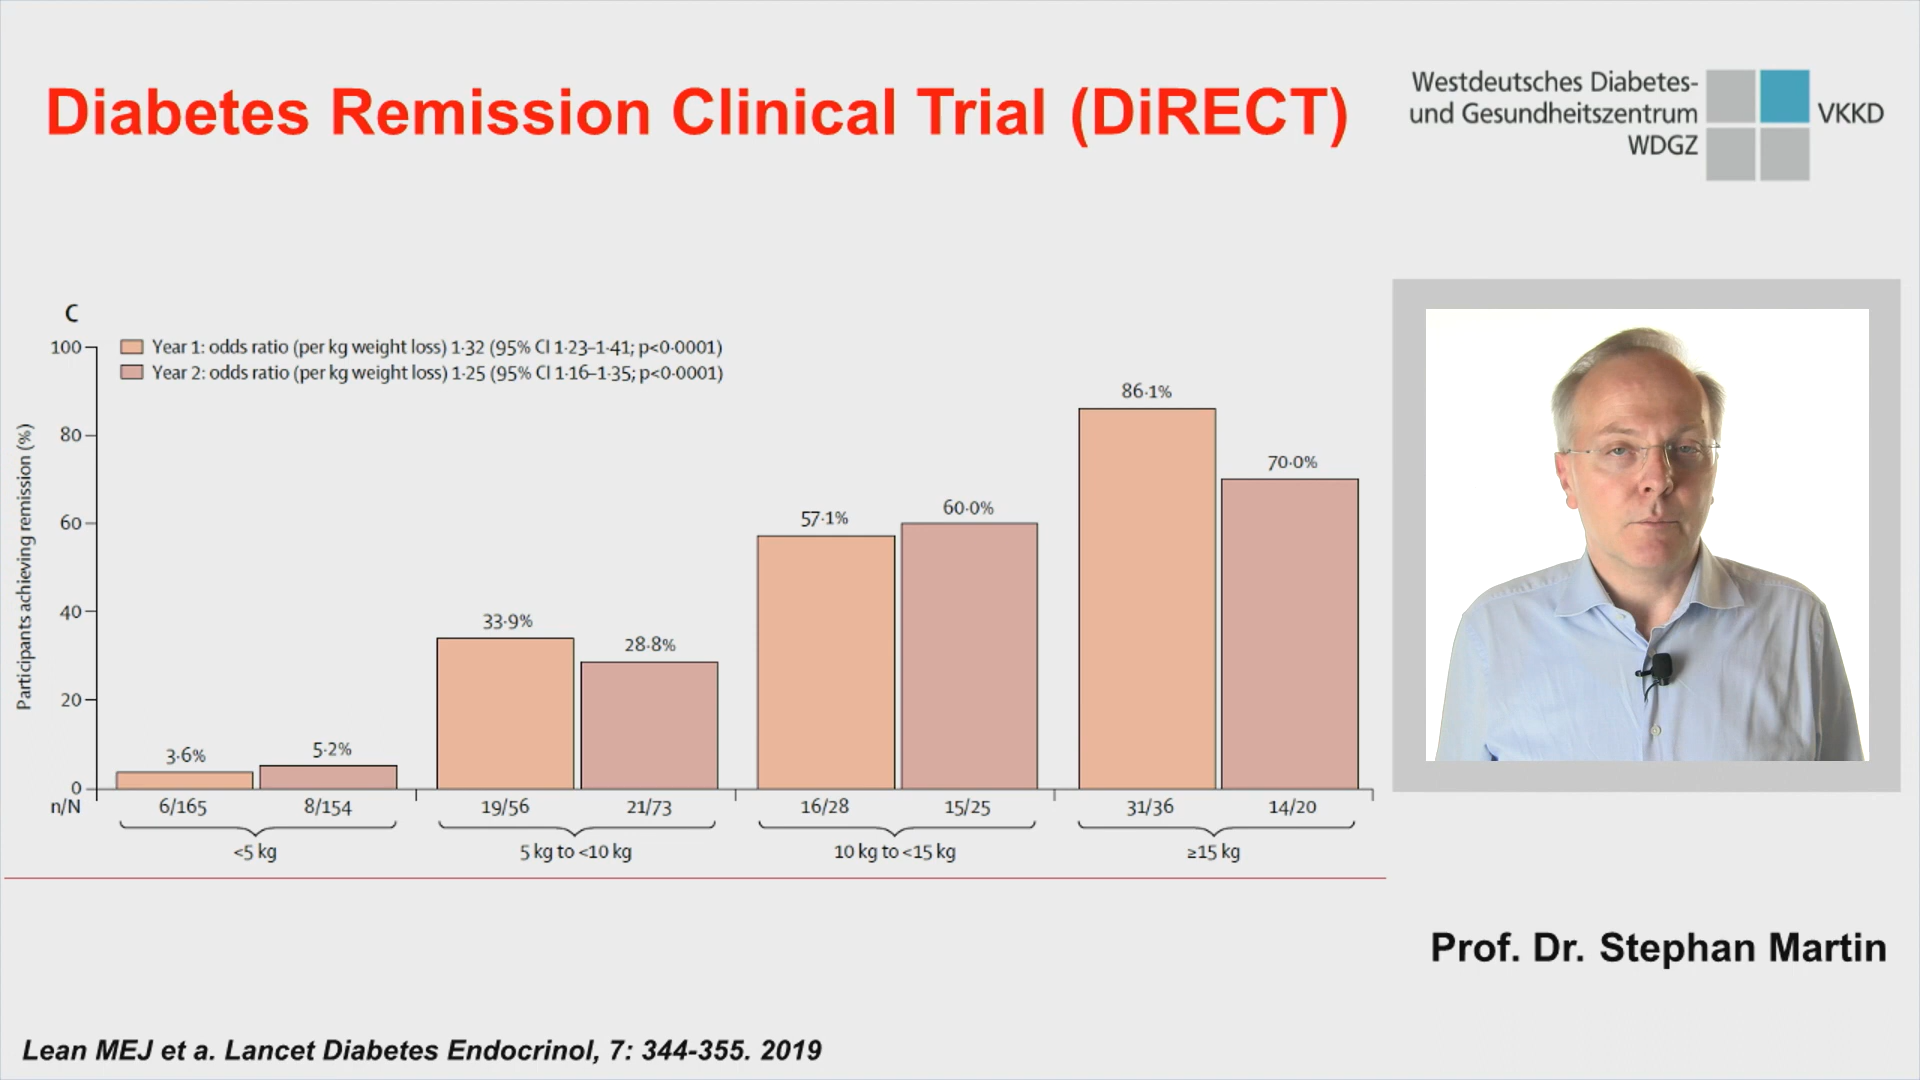 Diabetes Remission Clinical Trial (DiRECT)
Westdeutsches Diabetes-
und Gesundheitszentrum
WDGZ
VKKD
C
Year 1: odds ratio (per kg weight loss) 1·32 (95% CI 1·23–1·41; p<0·0001)
Year 2: odds ratio (per kg weight loss) 1·25 (95% CI 1·16–1·35; p<0·0001)
Participants achieving remission (%)
100
80
60
40
20
0
3·6%
5·2%
33·9%
28·8%
57·1%
60·0%
86·1%
70·0%
n/N 6/165 8/154 19/56 21/73 16/28 15/25 31/36 14/20
<5 kg 5 kg to <10 kg 10 kg to <15 kg ≥15 kg
Prof. Dr. Stephan Martin
Lean MEJ et a. Lancet Diabetes Endocrinol, 7: 344-355. 2019